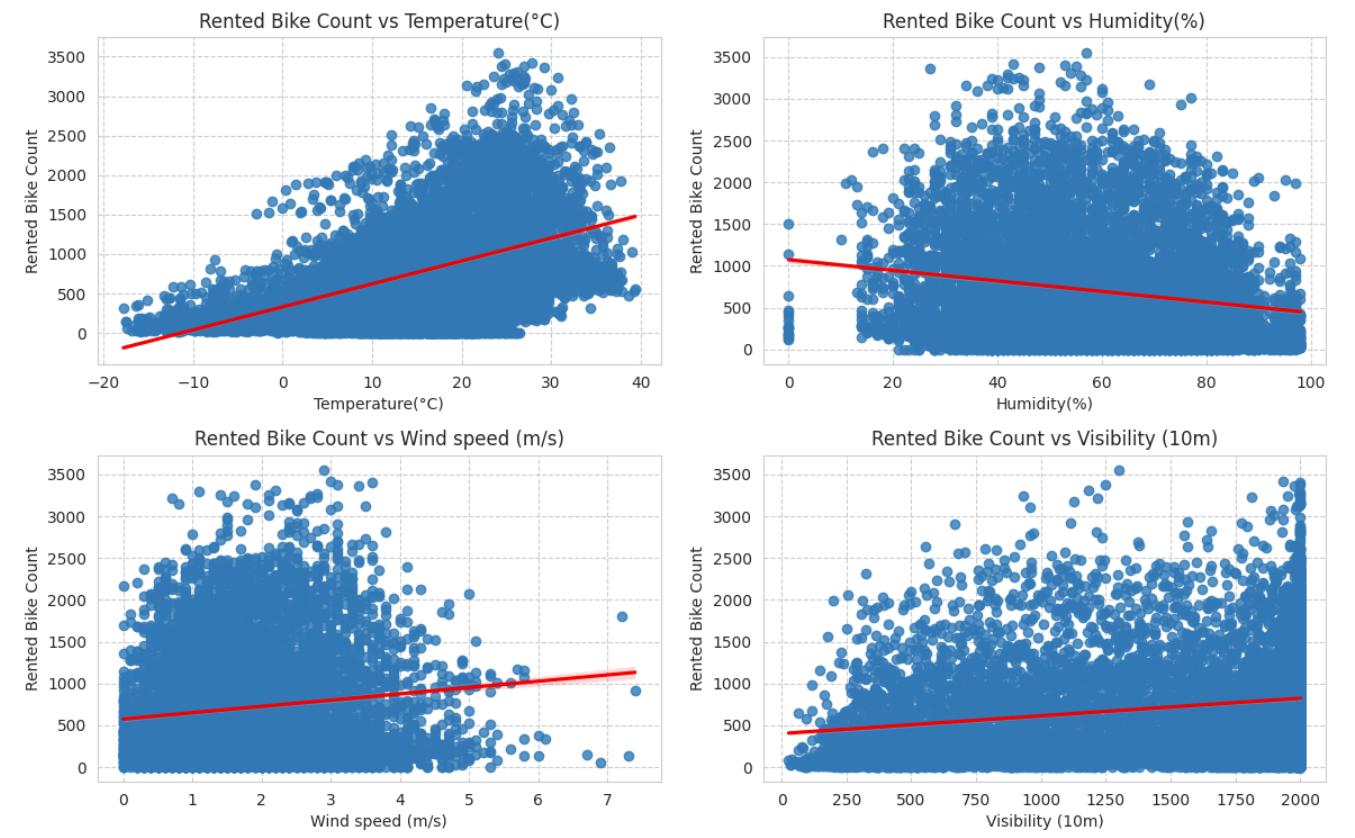 Rented Bike Count vs Temperature(°C)
Rented Bike Count
3500
3000
2500
2000
1500
1000
500
0
−20 −10 0 10 20 30 40
Temperature(°C)
Rented Bike Count vs Humidity(%)
Rented Bike Count
3500
3000
2500
2000
1500
1000
500
0
0 20 40 60 80 100
Humidity(%)
Rented Bike Count vs Wind speed (m/s)
Rented Bike Count
3500
3000
2500
2000
1500
1000
500
0
0 1 2 3 4 5 6 7
Wind speed (m/s)
Rented Bike Count vs Visibility (10m)
Rented Bike Count
3500
3000
2500
2000
1500
1000
500
0
0 250 500 750 1000 1250 1500 1750 2000
Visibility (10m)